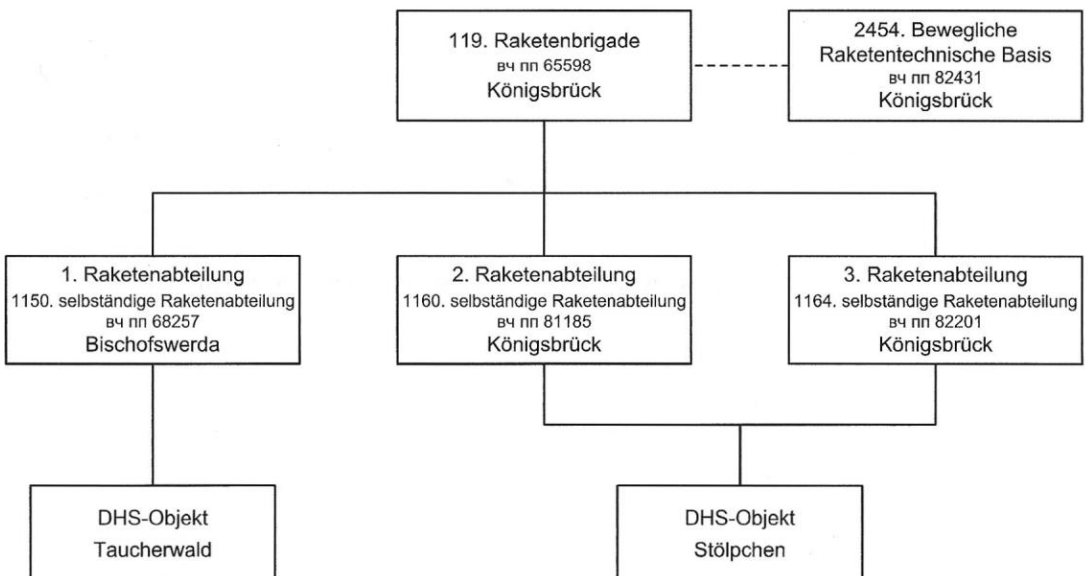 119. Raketenbrigade
вч пп 65598
Königsbrück
2454. Bewegliche
Raketentechnische Basis
вч пп 82431
Königsbrück
1. Raketenabteilung
1150. selbständige Raketenabteilung
вч пп 68257
Bischofswerda
2. Raketenabteilung
1160. selbständige Raketenabteilung
вч пп 81185
Königsbrück
3. Raketenabteilung
1164. selbständige Raketenabteilung
вч пп 82201
Königsbrück
DHS-Objekt
Taucherwald
DHS-Objekt
Stölpchen